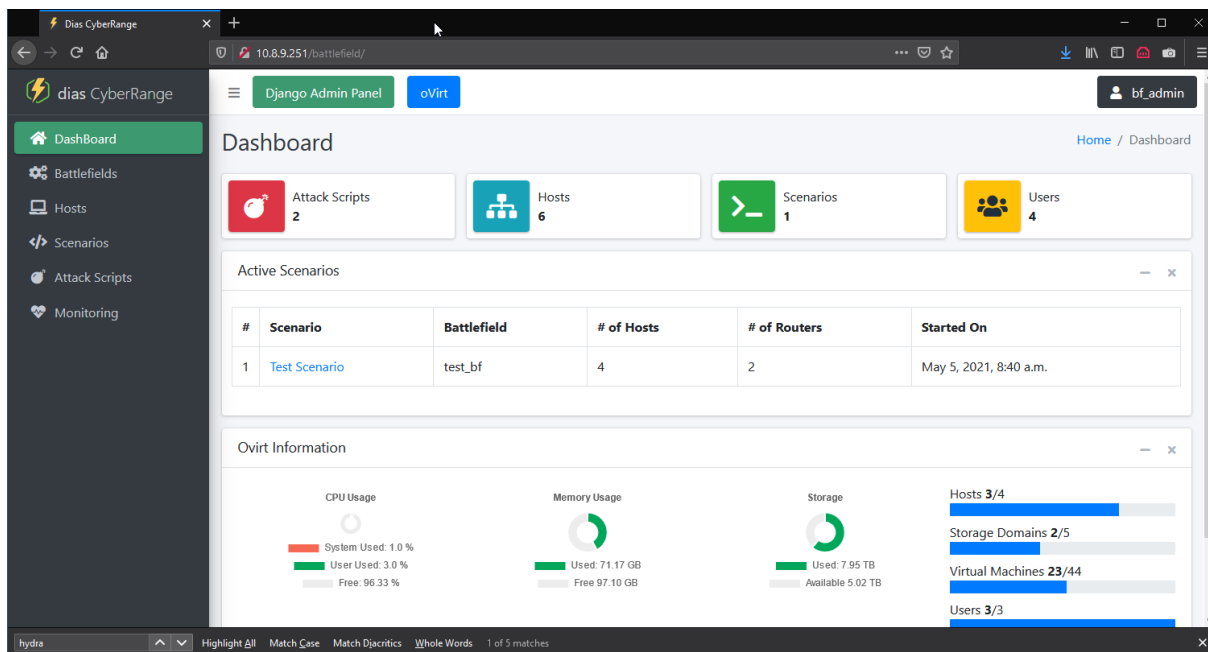 Dias CyberRange
10.8.9.251/battlefield/
dias CyberRange
Django Admin Panel
oVirt
bf_admin
DashBoard
Battlefields
Hosts
Scenarios
Attack Scripts
Monitoring
Dashboard
Home / Dashboard
Attack Scripts
2
Hosts
6
Scenarios
1
Users
4
Active Scenarios
# Scenario Battlefield # of Hosts # of Routers Started On
1 Test Scenario test_bf 4 2 May 5, 2021, 8:40 a.m.
Ovirt Information
CPU Usage
System Used: 1.0 %
User Used: 3.0 %
Free: 96.33 %
Memory Usage
Used: 71.17 GB
Free 97.10 GB
Storage
Used: 7.95 TB
Available 5.02 TB
Hosts 3/4
Storage Domains 2/5
Virtual Machines 23/44
Users 3/3
hydra Highlight All Match Case Match Diacritics Whole Words 1 of 5 matches